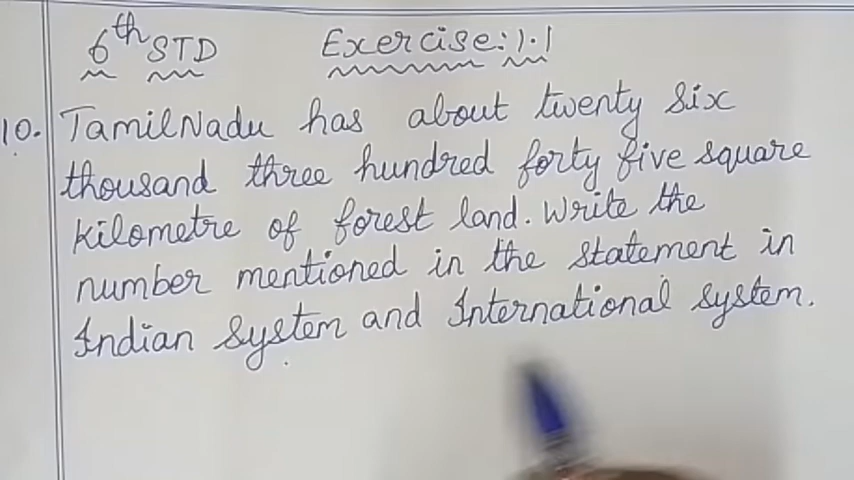 6th STD Exercise: 1.1
10. TamilNadu has about twenty six
thousand three hundred forty five square
kilometre of forest land. Write the
number mentioned in the statement in
Indian system and International system.